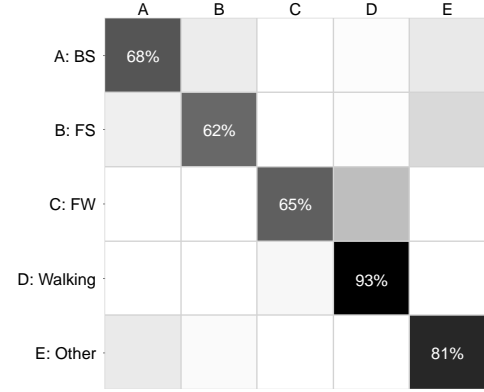 A B C D E
A: BS 68%
B: FS 62%
C: FW 65%
D: Walking 93%
E: Other 81%